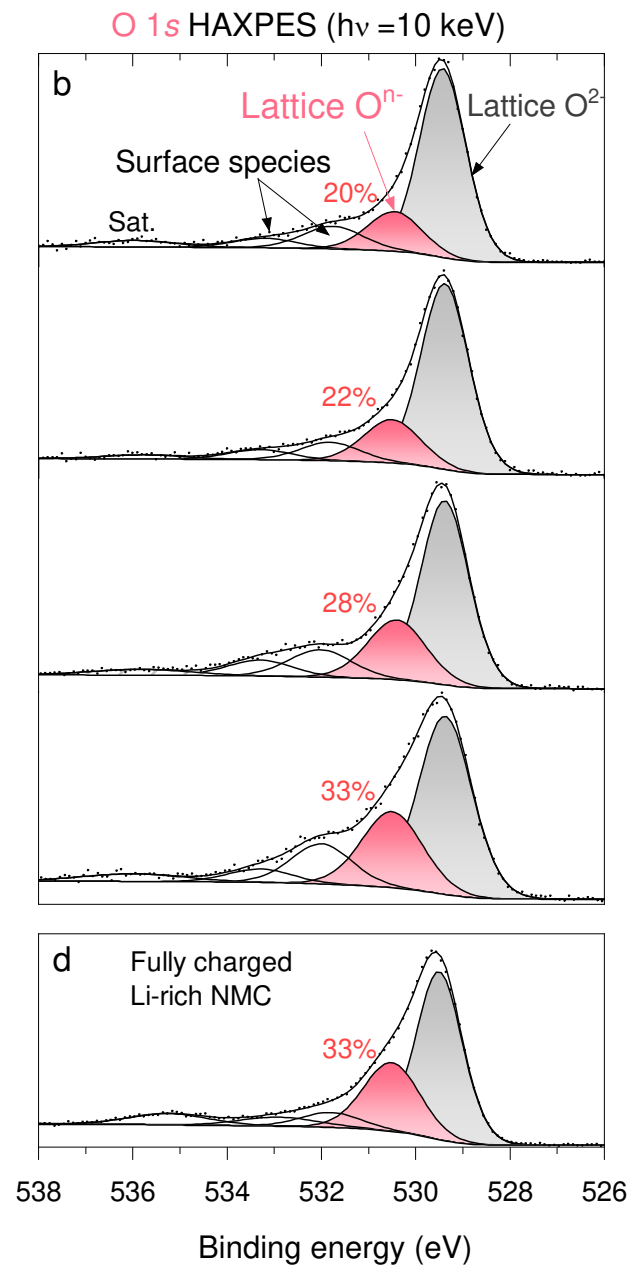 O 1s HAXPES (hν =10 keV)
b
Lattice Oⁿ⁻
Lattice O²⁻
Surface species
20%
Sat.
22%
28%
33%
d
Fully charged
Li-rich NMC
33%
538 536 534 532 530 528 526
Binding energy (eV)